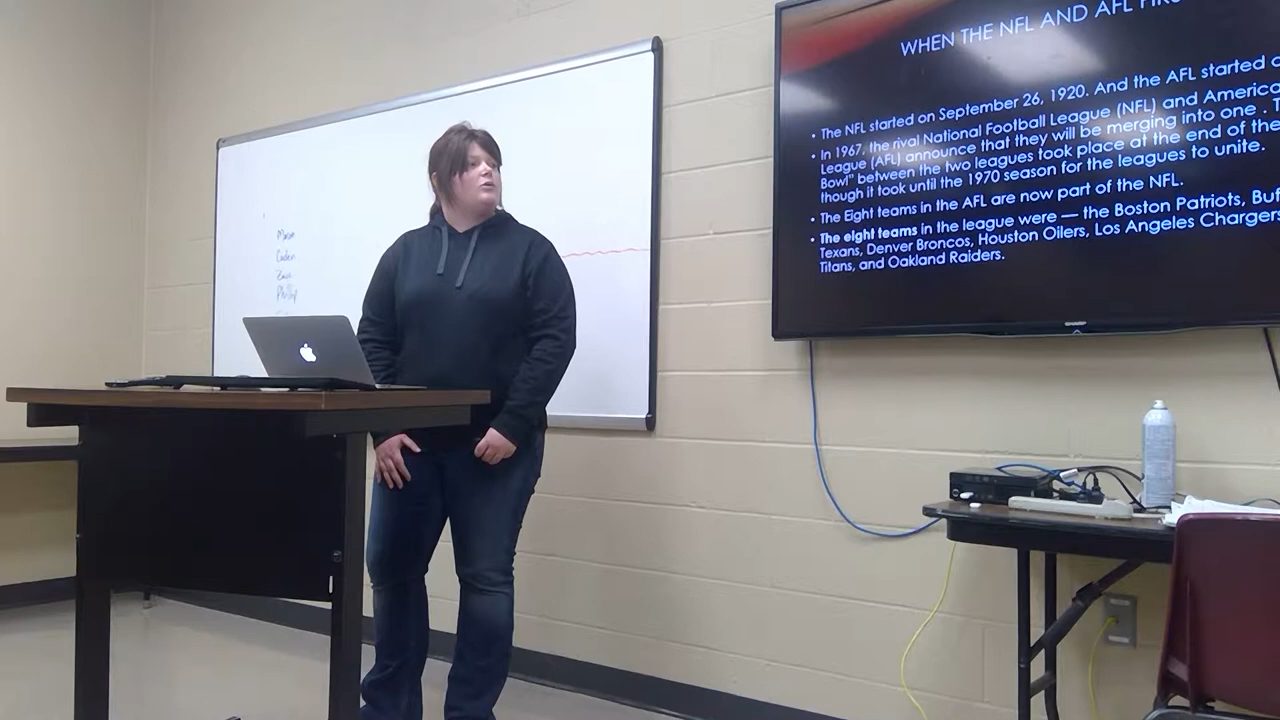 WHEN THE NFL AND AFL
The NFL started on September 26, 1920. And the AFL started
In 1967, the rival National Football League (NFL) and America
League (AFL) announce that they will be merging into one . T
Bowl" between the two leagues took place at the end of the
though it took until the 1970 season for the leagues to unite.
The Eight teams in the AFL are now part of the NFL.
The eight teams in the league were — the Boston Patriots, Buf
Texans, Denver Broncos, Houston Oilers, Los Angeles Chargers
Titans, and Oakland Raiders.
Phillip